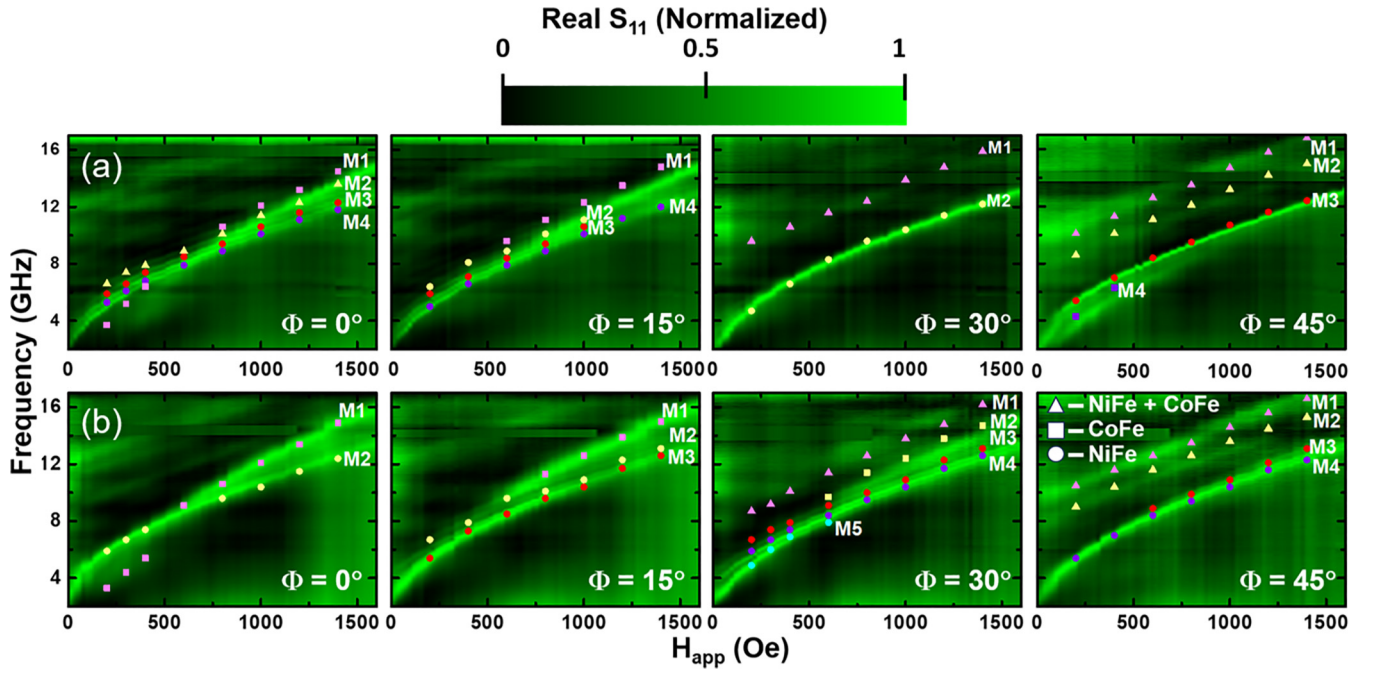 Real S₁₁ (Normalized)
0 0.5 1
Frequency (GHz)
(a)
16
12
8
4
M1
M2
M3
M4
Φ = 0°
0 500 1000 1500
M1
M2
M3
M4
Φ = 15°
0 500 1000 1500
M1
M2
Φ = 30°
0 500 1000 1500
M1
M2
M3
M4
Φ = 45°
0 500 1000 1500
(b)
16
12
8
4
M1
M2
Φ = 0°
0 500 1000 1500
M1
M2
M3
Φ = 15°
0 500 1000 1500
M1
M2
M3
M4
M5
Φ = 30°
0 500 1000 1500
– NiFe + CoFe
– CoFe
– NiFe
M1
M2
M3
M4
Φ = 45°
0 500 1000 1500
Happ (Oe)